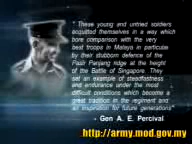 " These young and untried soldiers
acquitted themselves in a way which
bore comparison with the very
best troops in Malaya in particular
by their stubborn defence of the
Pasir Panjang ridge at the height
of the Battle of Singapore. They
set an example of steadfastness
and endurance under the most
difficult conditions which become a
great tradition in the regiment and
an inspiration for future generations"
- Gen A. E. Percival
http://army.mod.gov.my